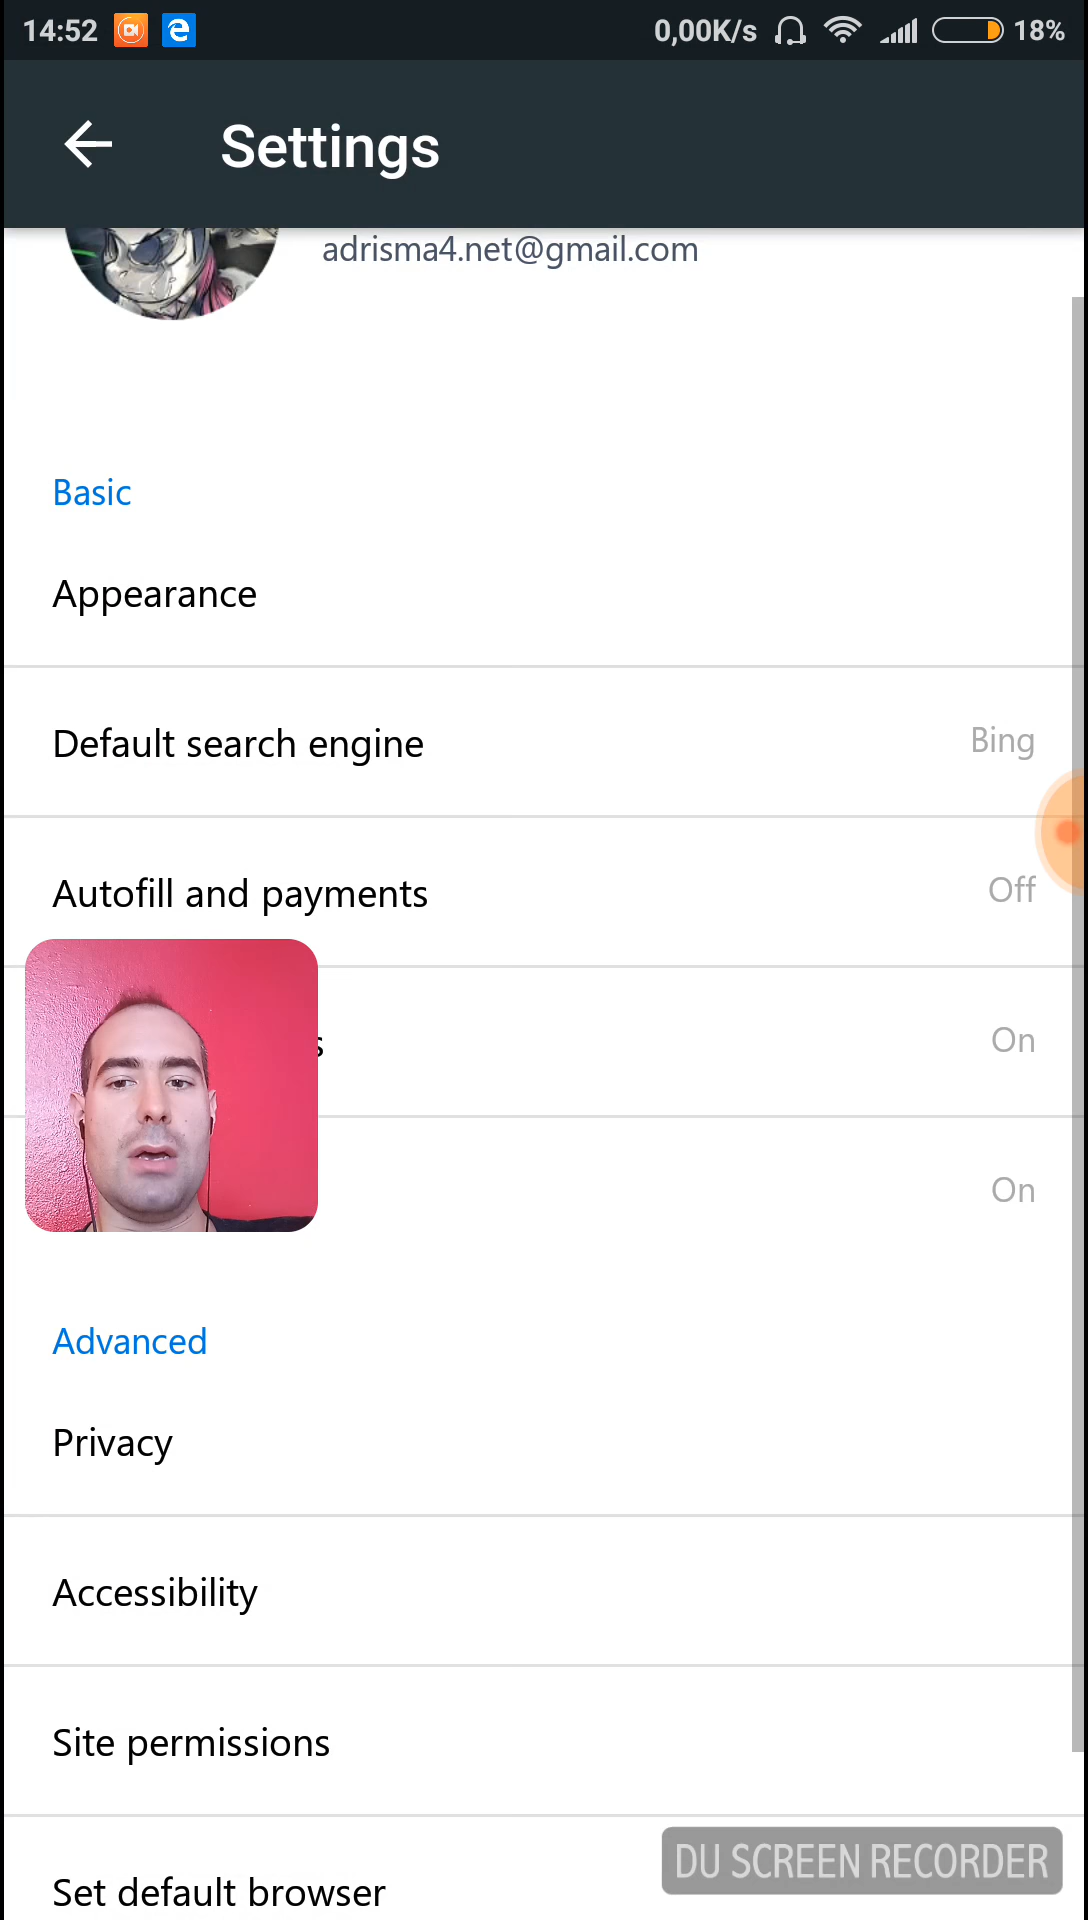 14:52 0,00K/s 18%
Settings
adrisma4.net@gmail.com
Basic
Appearance
Default search engine Bing
Autofill and payments Off
s On
On
Advanced
Privacy
Accessibility
Site permissions
Set default browser
DU SCREEN RECORDER